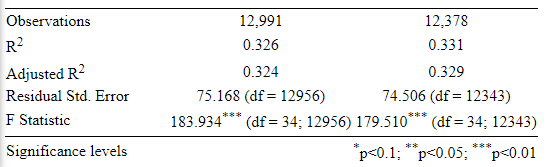 Observations 12,991 12,378
R² 0.326 0.331
Adjusted R² 0.324 0.329
Residual Std. Error 75.168 (df = 12956) 74.506 (df = 12343)
F Statistic 183.934*** (df = 34; 12956) 179.510*** (df = 34; 12343)
Significance levels *p<0.1; **p<0.05; ***p<0.01